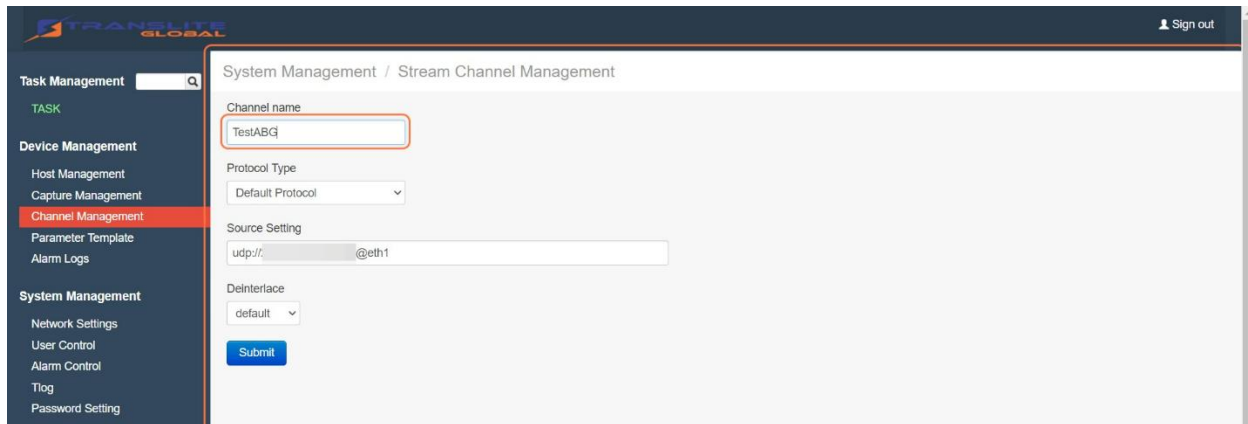 TRANSLITE
GLOBAL
Sign out
Task Management
TASK
Device Management
Host Management
Capture Management
Channel Management
Parameter Template
Alarm Logs
System Management
Network Settings
User Control
Alarm Control
Tlog
Password Setting
System Management / Stream Channel Management
Channel name
TestABG
Protocol Type
Default Protocol
Source Setting
udp:// @eth1
Deinterlace
default
Submit